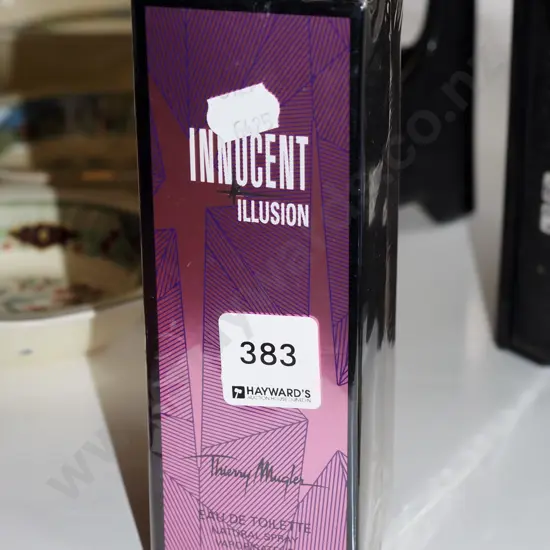 INNOCENT
ILLUSION
383
HAYWARD'S
Thierry Mugler
EAU DE TOILETTE
NATURAL SPRAY